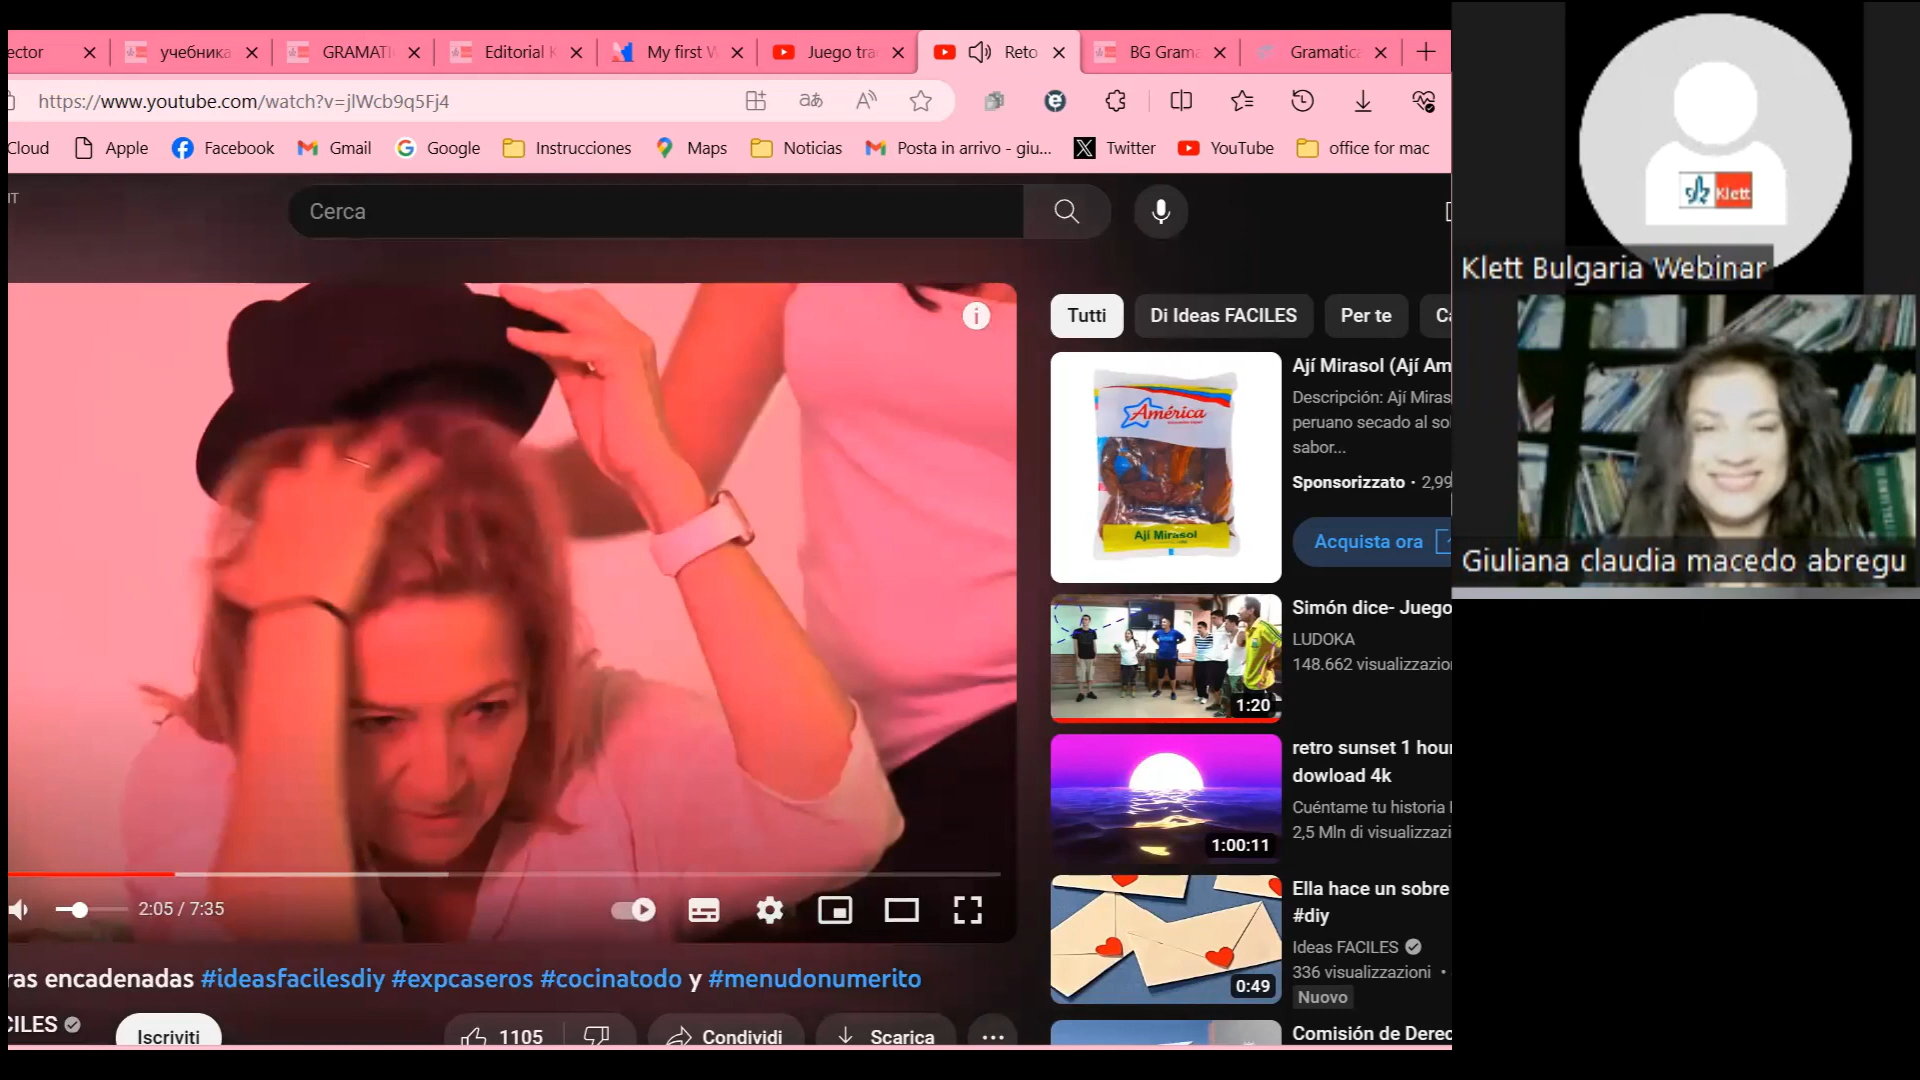 ector
учебника
GRAMATI
Editorial K
My first W
Juego tra
Reto
BG Grama
Gramatica
https://www.youtube.com/watch?v=jlWcb9q5Fj4
Cloud
Apple
Facebook
Gmail
Google
Instrucciones
Maps
Noticias
Posta in arrivo - giu...
Twitter
YouTube
office for mac
IT
Cerca
Tutti
Di Ideas FACILES
Per te
Ca
América
Ají Mirasol
Ají Mirasol (Ají Am
Descripción: Ají Miras
peruano secado al sol
sabor...
Sponsorizzato • 2,99
Acquista ora
1:20
Simón dice- Juego
LUDOKA
148.662 visualizzazio
1:00:11
retro sunset 1 hour
dowload 4k
Cuéntame tu historia
2,5 Mln di visualizzazi
0:49
Ella hace un sobre
#diy
Ideas FACILES
336 visualizzazioni •
Nuovo
Comisión de Derec
2:05 / 7:35
ras encadenadas #ideasfacilesdiy #expcaseros #cocinatodo y #menudonumerito
CILES
Iscriviti
1105
Condividi
Scarica
Klett
Klett Bulgaria Webinar
Giuliana claudia macedo abregu